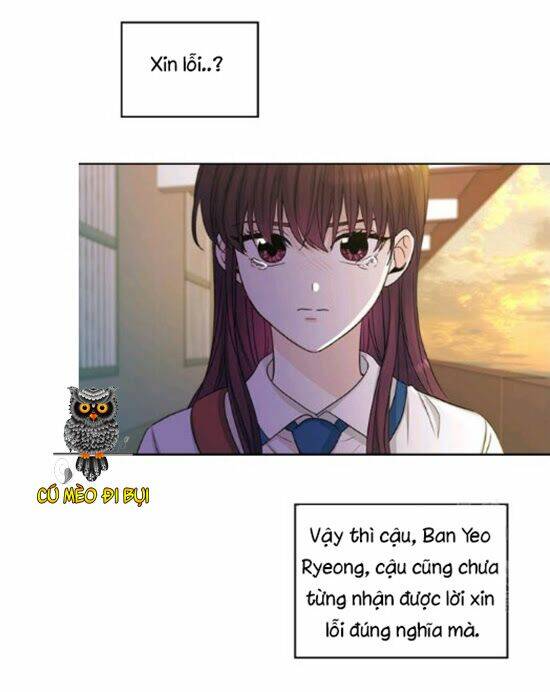 Xin lỗi..?
CÚ MÈO ĐI BỤI
Vậy thì cậu, Ban Yeo
Ryeong, cậu cũng chưa
từng nhận được lời xin
lỗi đúng nghĩa mà.